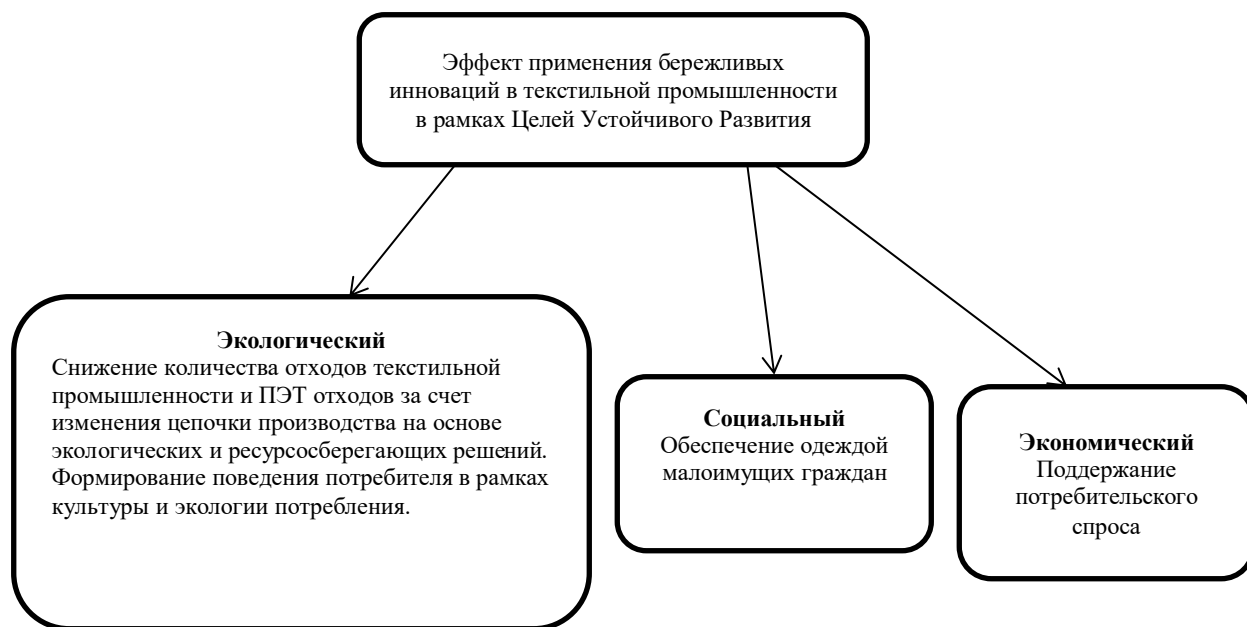 Эффект применения бережливых
инноваций в текстильной промышленности
в рамках Целей Устойчивого Развития
Экологический
Снижение количества отходов текстильной
промышленности и ПЭТ отходов за счет
изменения цепочки производства на основе
экологических и ресурсосберегающих решений.
Формирование поведения потребителя в рамках
культуры и экологии потребления.
Социальный
Обеспечение одеждой
малоимущих граждан
Экономический
Поддержание
потребительского
спроса